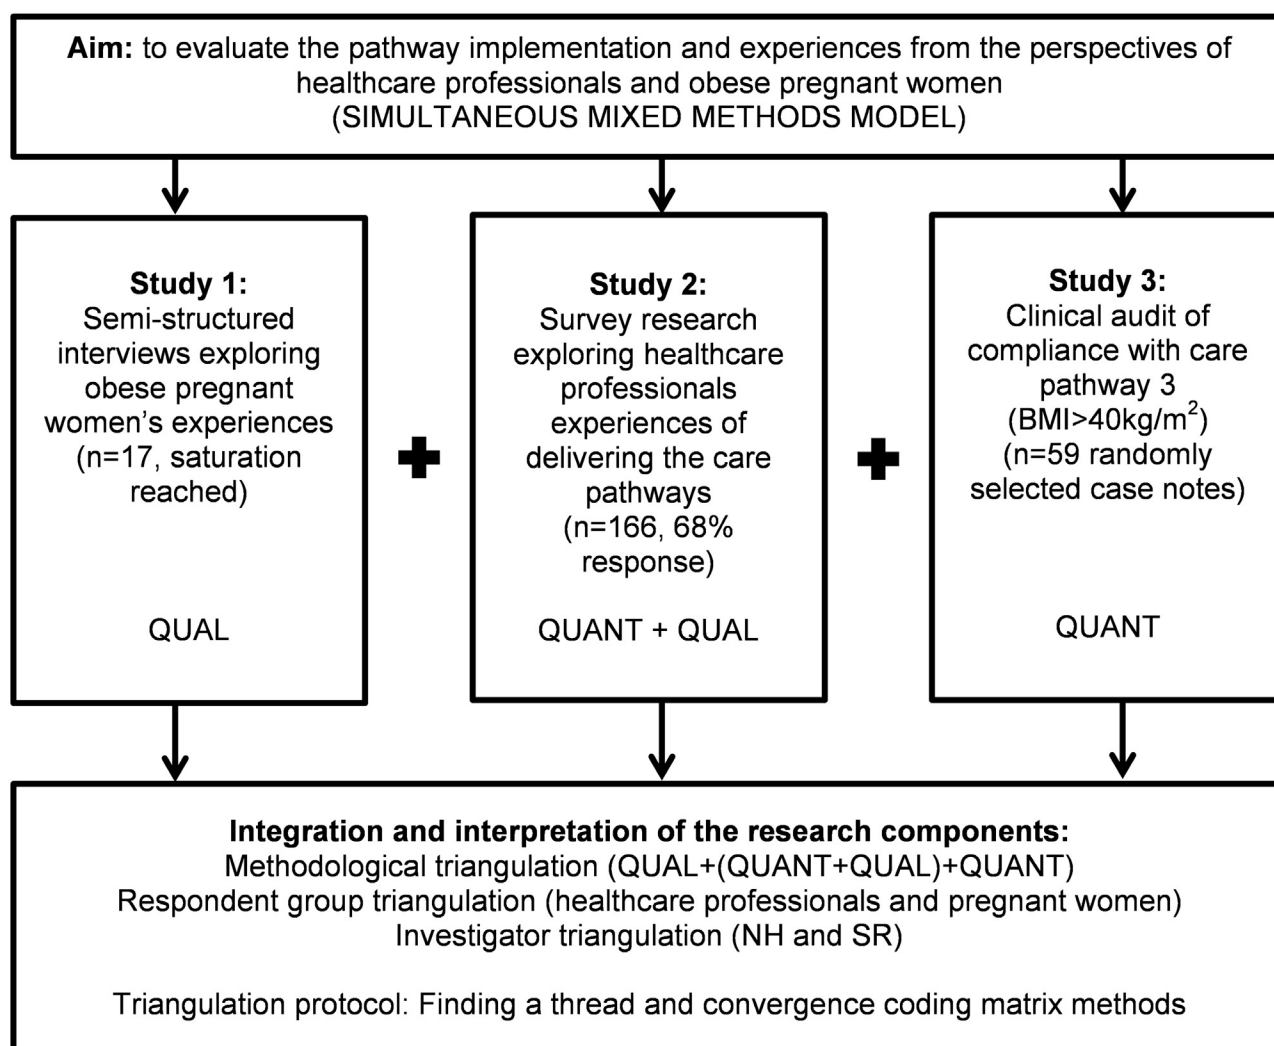 Aim: to evaluate the pathway implementation and experiences from the perspectives of
healthcare professionals and obese pregnant women
(SIMULTANEOUS MIXED METHODS MODEL)
Study 1:
Semi-structured
interviews exploring
obese pregnant
women’s experiences
(n=17, saturation
reached)
QUAL
Study 2:
Survey research
exploring healthcare
professionals
experiences of
delivering the care
pathways
(n=166, 68%
response)
QUANT + QUAL
Study 3:
Clinical audit of
compliance with care
pathway 3
(BMI>40kg/m²)
(n=59 randomly
selected case notes)
QUANT
Integration and interpretation of the research components:
Methodological triangulation (QUAL+(QUANT+QUAL)+QUANT)
Respondent group triangulation (healthcare professionals and pregnant women)
Investigator triangulation (NH and SR)
Triangulation protocol: Finding a thread and convergence coding matrix methods